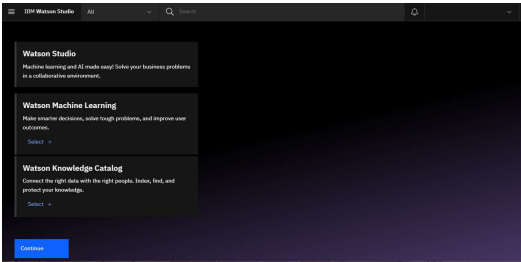 IBM Watson Studio All Search
Watson Studio
Machine learning and AI made easy! Solve your business problems
in a collaborative environment.
Watson Machine Learning
Make smarter decisions, solve tough problems, and improve user
outcomes.
Select +
Watson Knowledge Catalog
Connect the right data with the right people. Index, find, and
protect your knowledge.
Select +
Continue